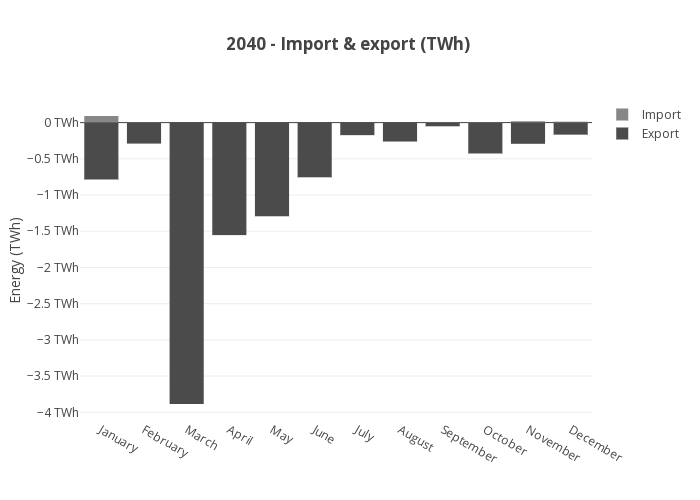 2040 - Import & export (TWh)
Import
Export
Energy (TWh)
0 TWh
−0.5 TWh
−1 TWh
−1.5 TWh
−2 TWh
−2.5 TWh
−3 TWh
−3.5 TWh
−4 TWh
January
February
March
April
May
June
July
August
September
October
November
December